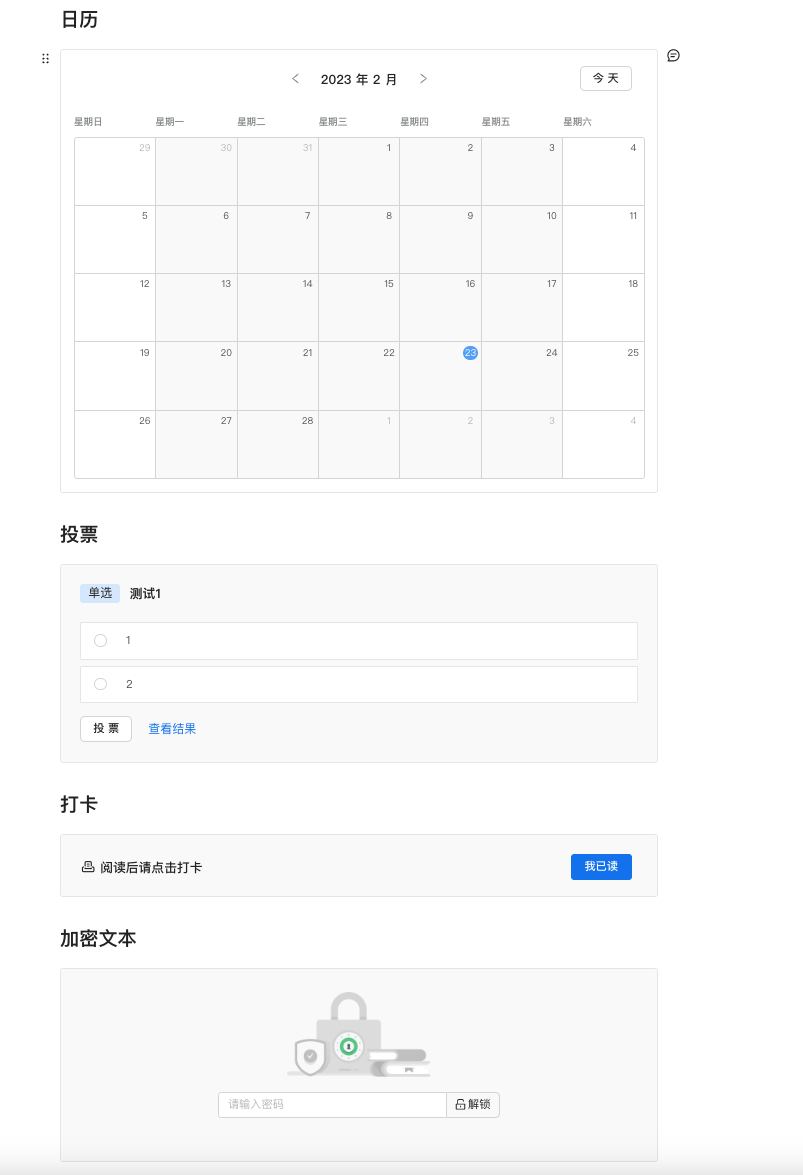 日历
2023 年 2 月
今 天
星期日 星期一 星期二 星期三 星期四 星期五 星期六
29 30 31 1 2 3 4
5 6 7 8 9 10 11
12 13 14 15 16 17 18
19 20 21 22 23 24 25
26 27 28 1 2 3 4
投票
单选 测试1
1
2
投 票 查看结果
打卡
阅读后请点击打卡 我已读
加密文本
请输入密码 解锁